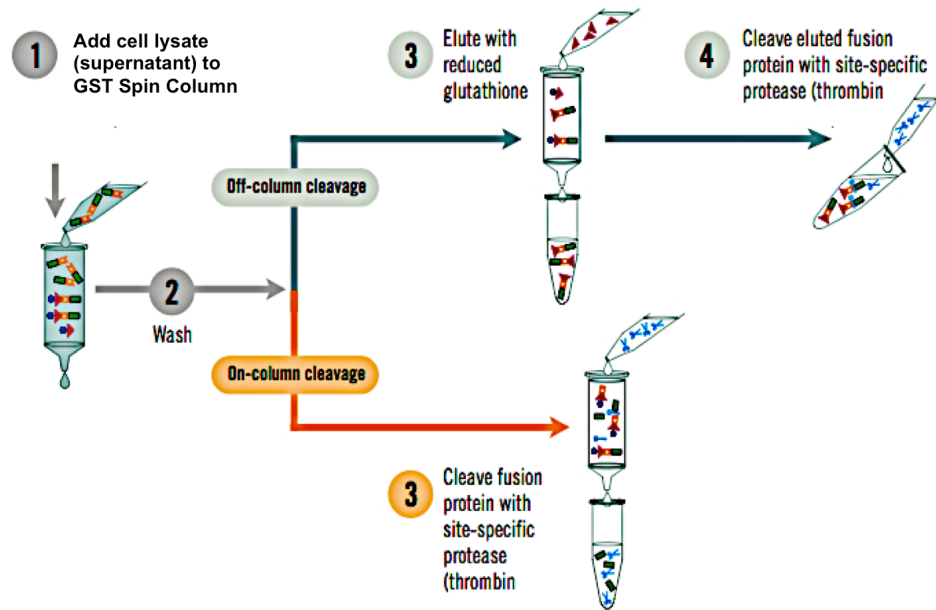 1
Add cell lysate
(supernatant) to
GST Spin Column
2
Wash
Off-column cleavage
3
Elute with
reduced
glutathione
4
Cleave eluted fusion
protein with site-specific
protease (thrombin
On-column cleavage
3
Cleave fusion
protein with
site-specific
protease
(thrombin